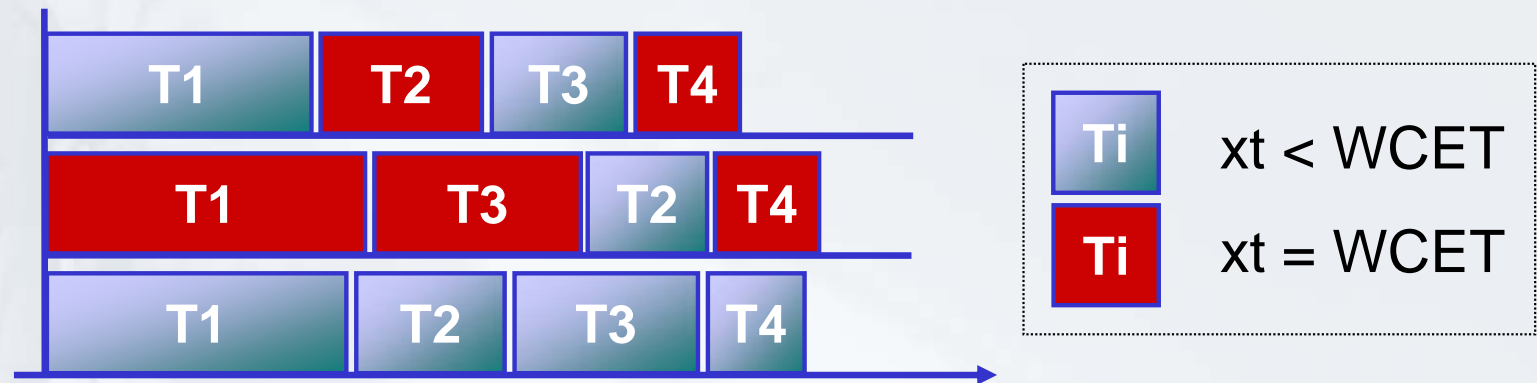 T1 T2 T3 T4
T1 T3 T2 T4
T1 T2 T3 T4
Ti xt < WCET
Ti xt = WCET